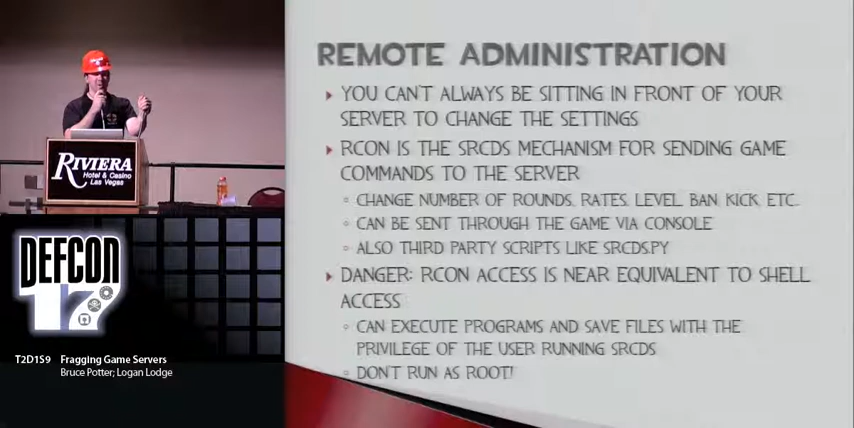 REMOTE ADMINISTRATION
YOU CAN'T ALWAYS BE SITTING IN FRONT OF YOUR
SERVER TO CHANGE THE SETTINGS
RCON IS THE SRCDS MECHANISM FOR SENDING GAME
COMMANDS TO THE SERVER
CHANGE NUMBER OF ROUNDS, RATES, LEVEL, BAN, KICK, ETC.
CAN BE SENT THROUGH THE GAME VIA CONSOLE
ALSO THIRD PARTY SCRIPTS LIKE SRCDS.PY
DANGER: RCON ACCESS IS NEAR EQUIVALENT TO SHELL
ACCESS
CAN EXECUTE PROGRAMS AND SAVE FILES WITH THE
PRIVILEGE OF THE USER RUNNING SRCDS
DON'T RUN AS ROOT!
RIVIERA
Hotel & Casino
Las Vegas
DEFCON
17
T2D1S9 Fragging Game Servers
Bruce Potter; Logan Lodge